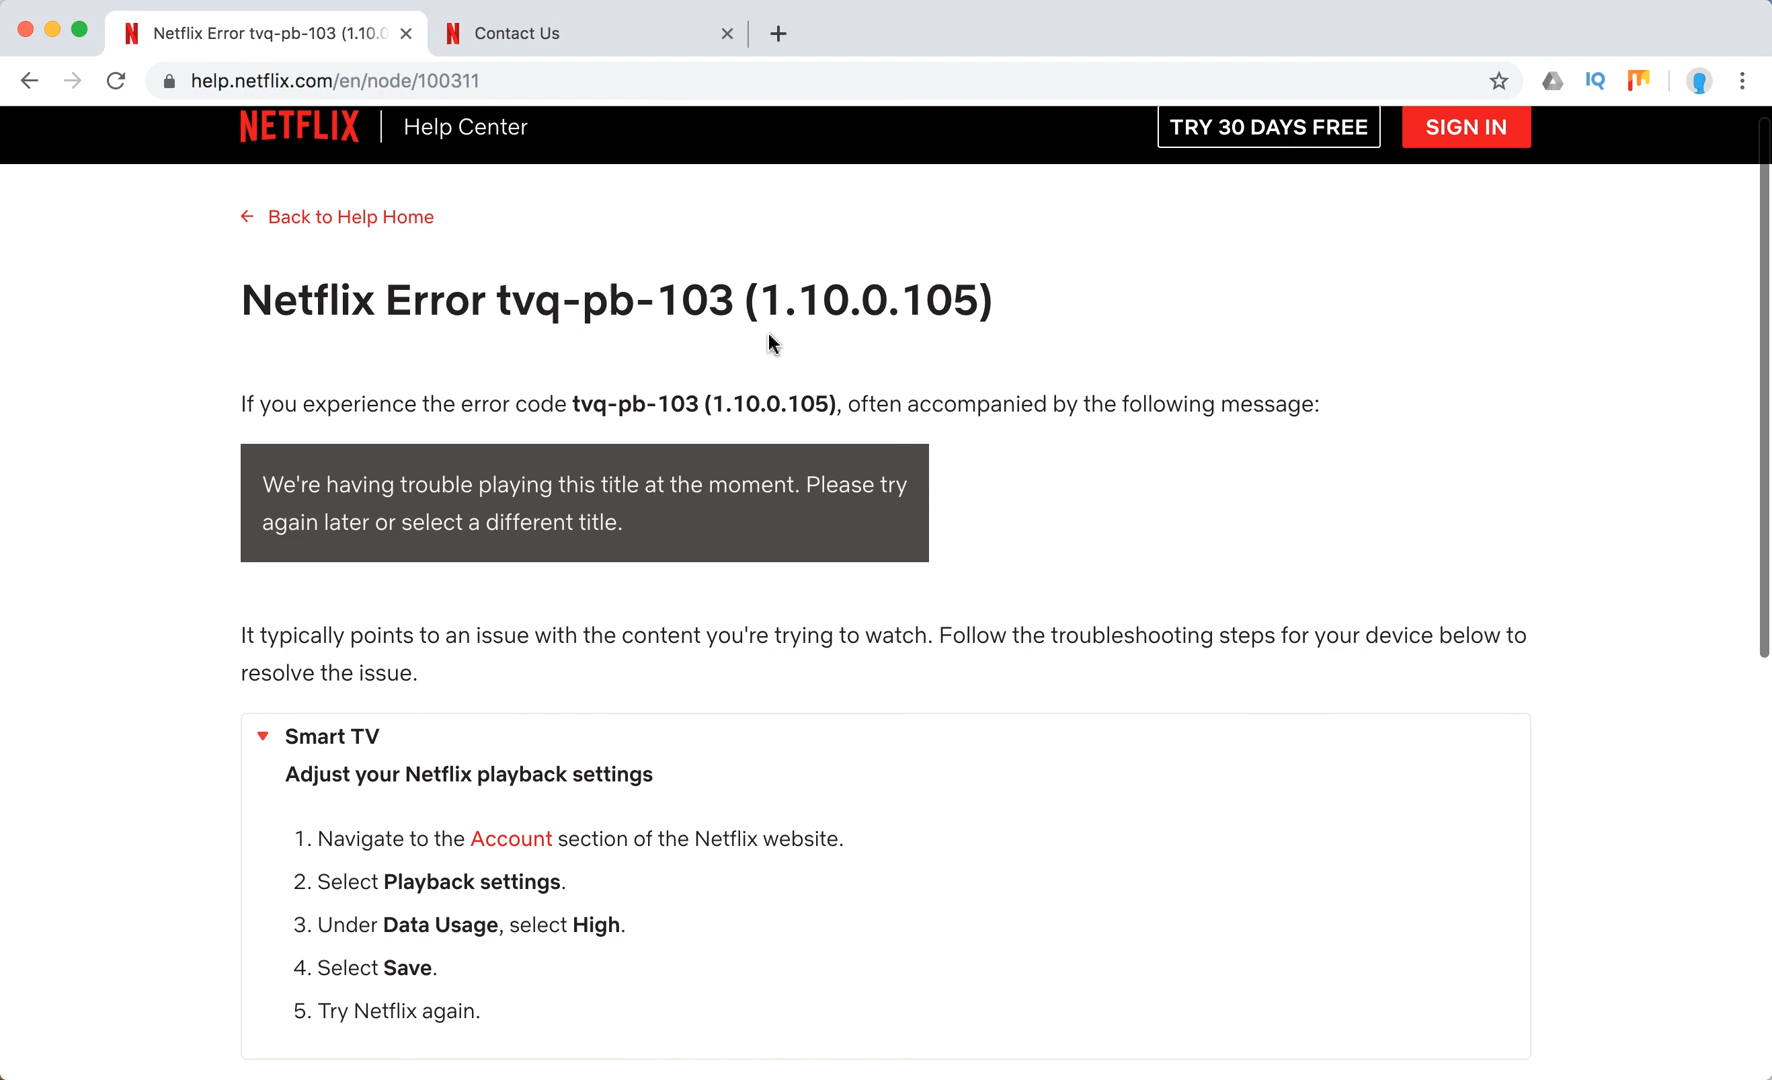 Netflix Error tvq-pb-103 (1.10.0
Contact Us
help.netflix.com/en/node/100311
IQ
NETFLIX | Help Center
TRY 30 DAYS FREE
SIGN IN
← Back to Help Home
Netflix Error tvq-pb-103 (1.10.0.105)
If you experience the error code tvq-pb-103 (1.10.0.105), often accompanied by the following message:
We're having trouble playing this title at the moment. Please try
again later or select a different title.
It typically points to an issue with the content you're trying to watch. Follow the troubleshooting steps for your device below to
resolve the issue.
Smart TV
Adjust your Netflix playback settings
1. Navigate to the Account section of the Netflix website.
2. Select Playback settings.
3. Under Data Usage, select High.
4. Select Save.
5. Try Netflix again.